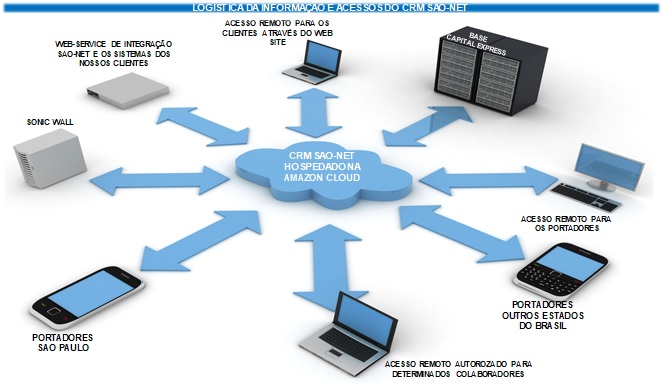 LOGÍSTICA DA INFORMAÇÃO E ACESSOS DO CRM SAO-NET
ACESSO REMOTO PARA OS
CLIENTES ATRAVÉS DO WEB
SITE
WEB-SERVICE DE INTEGRAÇÃO
SAO-NET E OS SISTEMAS DOS
NOSSOS CLIENTES
BASE
CAPITAL EXPRESS
SONIC WALL
CRM SAO-NET
HOSPEDADO NA
AMAZON CLOUD
ACESSO REMOTO PARA
OS PORTADORES
PORTADORES
OUTROS ESTADOS
DO BRASIL
PORTADORES
SAO PAULO
ACESSO REMOTO AUTORIZADO PARA
DETERMINADOS COLABORADORES